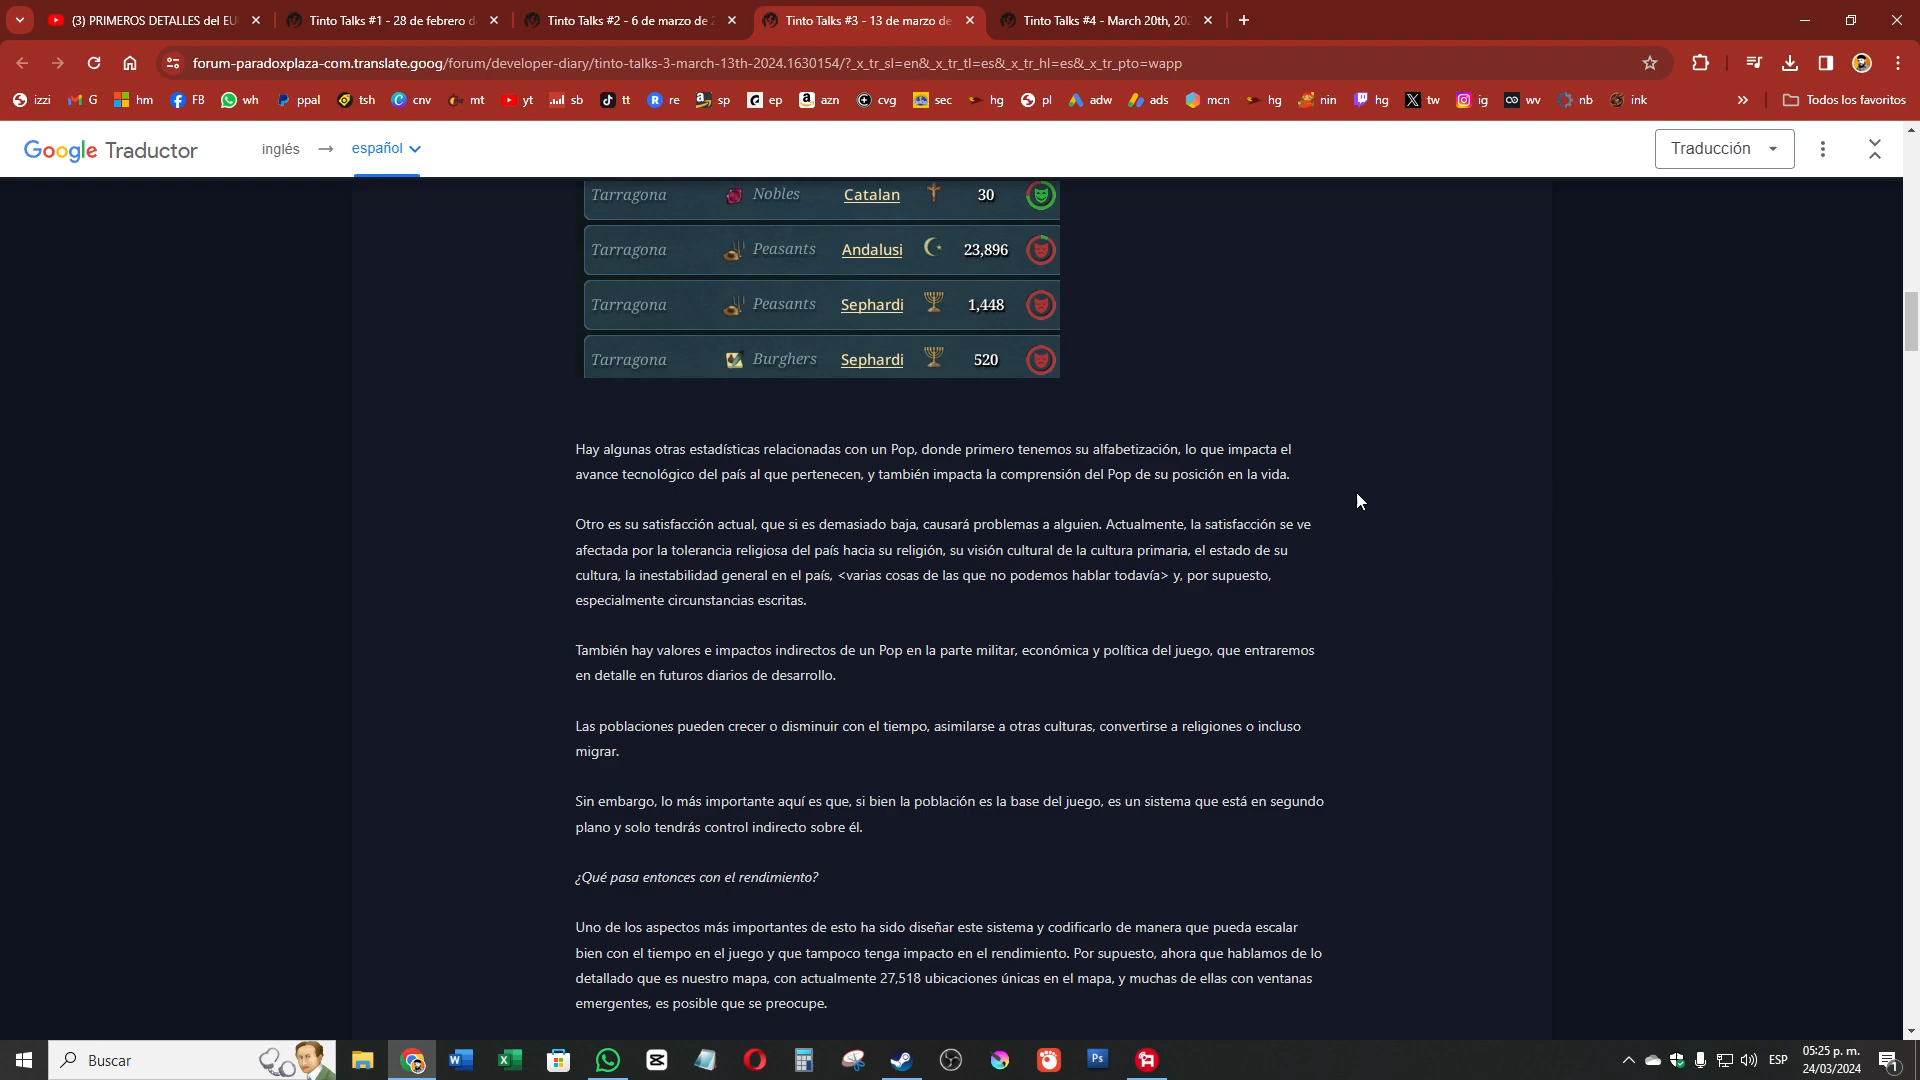 (3) PRIMEROS DETALLES del EU
Tinto Talks #1 - 28 de febrero d
Tinto Talks #2 - 6 de marzo de 2
Tinto Talks #3 - 13 de marzo de
Tinto Talks #4 - March 20th, 202
forum-paradoxplaza-com.translate.goog/forum/developer-diary/tinto-talks-3-march-13th-2024.1630154/?_x_tr_sl=en&_x_tr_tl=es&_x_tr_hl=es&_x_tr_pto=wapp
izzi G hm FB wh ppal tsh cnv mt yt sb tt re sp ep azn cvg sec hg pl adw ads mcn hg nin hg tw ig wv nb ink » Todos los favoritos
Google Traductor inglés → español Traducción
Tarragona Nobles Catalan 30
Tarragona Peasants Andalusi 23,896
Tarragona Peasants Sephardi 1,448
Tarragona Burghers Sephardi 520
Hay algunas otras estadísticas relacionadas con un Pop, donde primero tenemos su alfabetización, lo que impacta el
avance tecnológico del país al que pertenecen, y también impacta la comprensión del Pop de su posición en la vida.
Otro es su satisfacción actual, que si es demasiado baja, causará problemas a alguien. Actualmente, la satisfacción se ve
afectada por la tolerancia religiosa del país hacia su religión, su visión cultural de la cultura primaria, el estado de su
cultura, la inestabilidad general en el país, <varias cosas de las que no podemos hablar todavía> y, por supuesto,
especialmente circunstancias escritas.
También hay valores e impactos indirectos de un Pop en la parte militar, económica y política del juego, que entraremos
en detalle en futuros diarios de desarrollo.
Las poblaciones pueden crecer o disminuir con el tiempo, asimilarse a otras culturas, convertirse a religiones o incluso
migrar.
Sin embargo, lo más importante aquí es que, si bien la población es la base del juego, es un sistema que está en segundo
plano y solo tendrás control indirecto sobre él.
¿Qué pasa entonces con el rendimiento?
Uno de los aspectos más importantes de esto ha sido diseñar este sistema y codificarlo de manera que pueda escalar
bien con el tiempo en el juego y que tampoco tenga impacto en el rendimiento. Por supuesto, ahora que hablamos de lo
detallado que es nuestro mapa, con actualmente 27,518 ubicaciones únicas en el mapa, y muchas de ellas con ventanas
emergentes, es posible que se preocupe.
Buscar
ESP
05:25 p. m.
24/03/2024
1